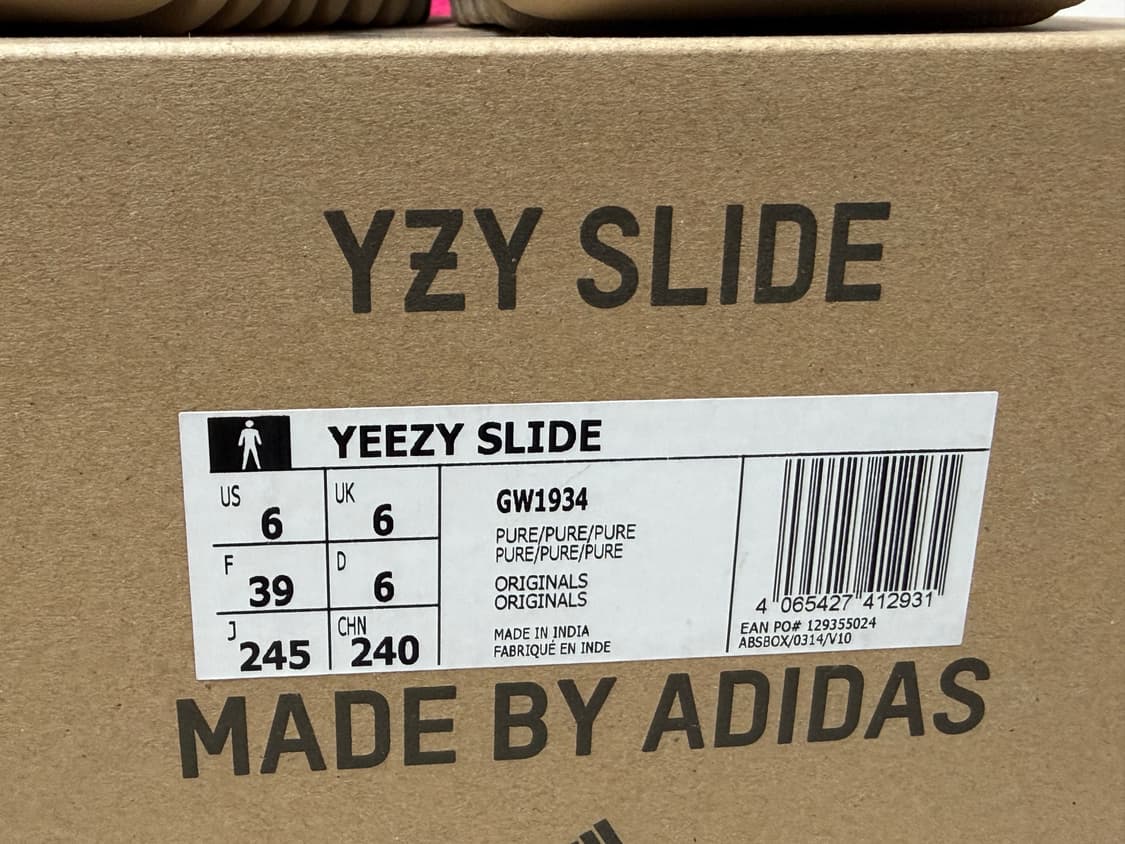 YZY SLIDE
YEEZY SLIDE
US 6 UK 6
F 39 D 6
J 245 CHN 240
GW1934
PURE/PURE/PURE
PURE/PURE/PURE
ORIGINALS
ORIGINALS
MADE IN INDIA
FABRIQUÉ EN INDE
4 065427 412931
EAN PO# 129355024
ABSBOX/0314/V10
MADE BY ADIDAS